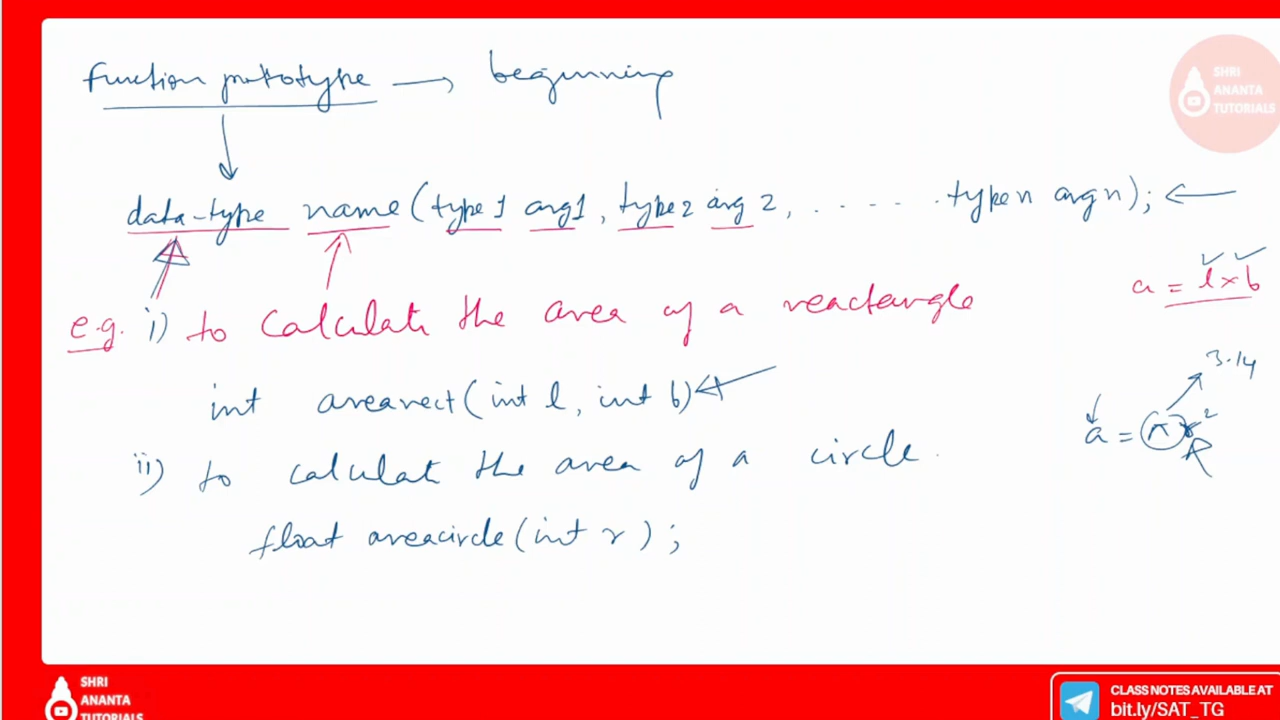 function prototype → beginning
SHRI
ANANTA
TUTORIALS
data-type name(type1 arg1, type2 arg 2, ....... typen argn); ←
a = l×b
e.g. i) to calculate the area of a reactangle
3.14
int arearect(int l, int b)
a = πr²
ii) to calculat the area of a circle.
float areacircle(int r);
SHRI
ANANTA
TUTORIALS
CLASS NOTES AVAILABLE AT
bit.ly/SAT_TG